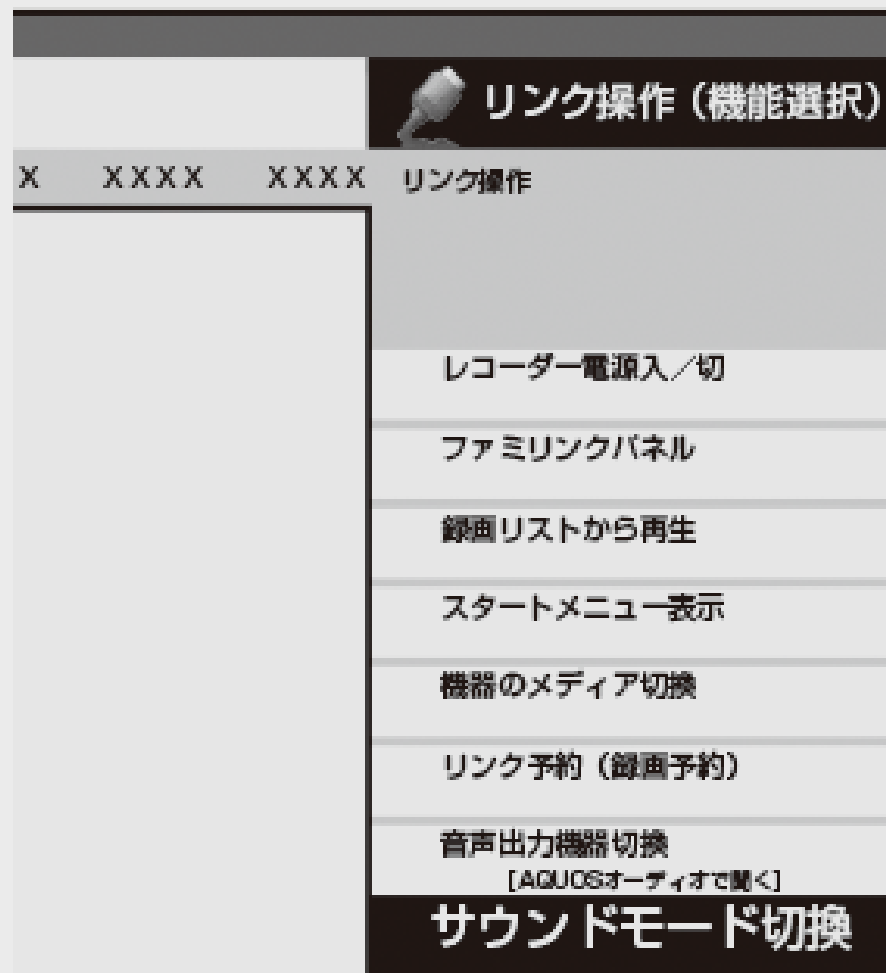 リンク操作（機能選択）
X XXXX XXXX
リンク操作
レコーダー電源入／切
ファミリンクパネル
録画リストから再生
スタートメニュー表示
機器のメディア切換
リンク予約（録画予約）
音声出力機器切換
［AQUOSオーディオで聞く］
サウンドモード切換